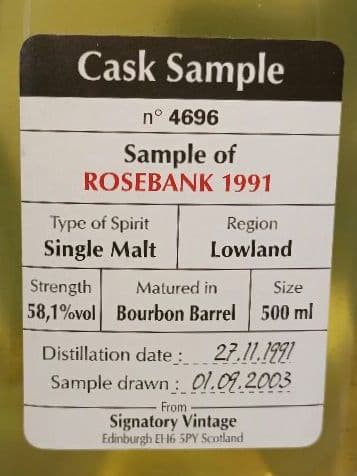 Cask Sample
n° 4696
Sample of
ROSEBANK 1991
Type of Spirit
Single Malt
Region
Lowland
Strength
58,1%vol
Matured in
Bourbon Barrel
Size
500 ml
Distillation date : 27.11.1991
Sample drawn : 01.09.2003
From
Signatory Vintage
Edinburgh EH6 5PY Scotland